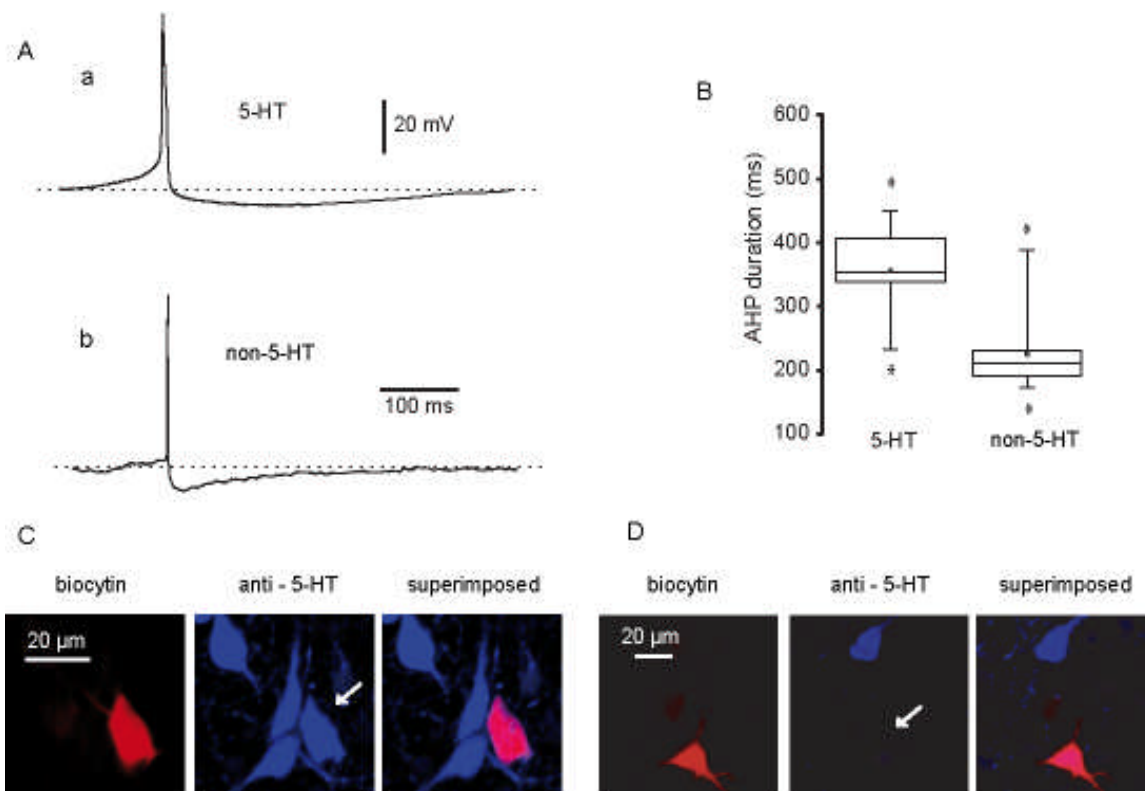 A
a
5-HT
20 mV
b
non-5-HT
100 ms
B
AHP duration (ms)
600
500
400
300
200
100
5-HT
non-5-HT
C
biocytin
anti - 5-HT
superimposed
20 µm
D
biocytin
anti - 5-HT
superimposed
20 µm